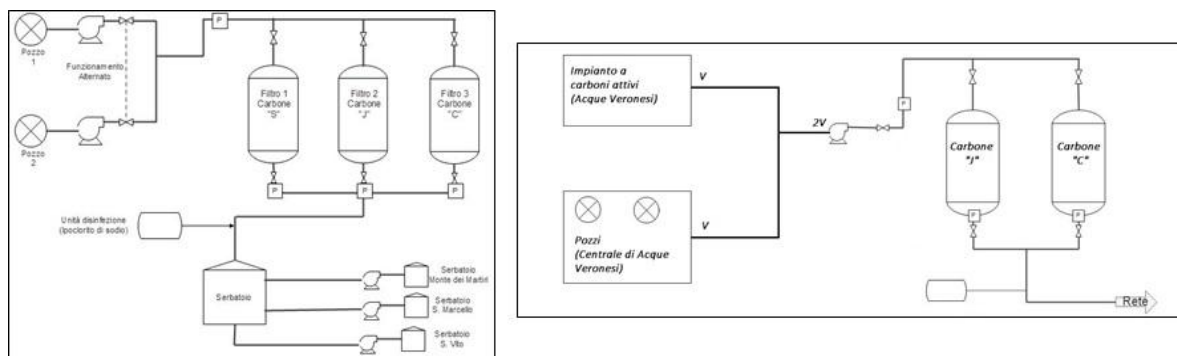 P
Pozzo
1
Funzionamento
Alternato
Pozzo
2
Filtro 1
Carbone
"S"
Filtro 2
Carbone
"J"
Filtro 3
Carbone
"C"
P
P
P
Unità disinfezione
(Ipoclorito di sodio)
Serbatoio
Serbatoio
Monte dei Martiri
Serbatoio
S. Marcello
Serbatoio
S. Vito
Impianto a
carboni attivi
(Acque Veronesi)
V
2V
P
Pozzi
(Centrale di Acque
Veronesi)
V
Carbone
"J"
Carbone
"C"
P
P
Rete